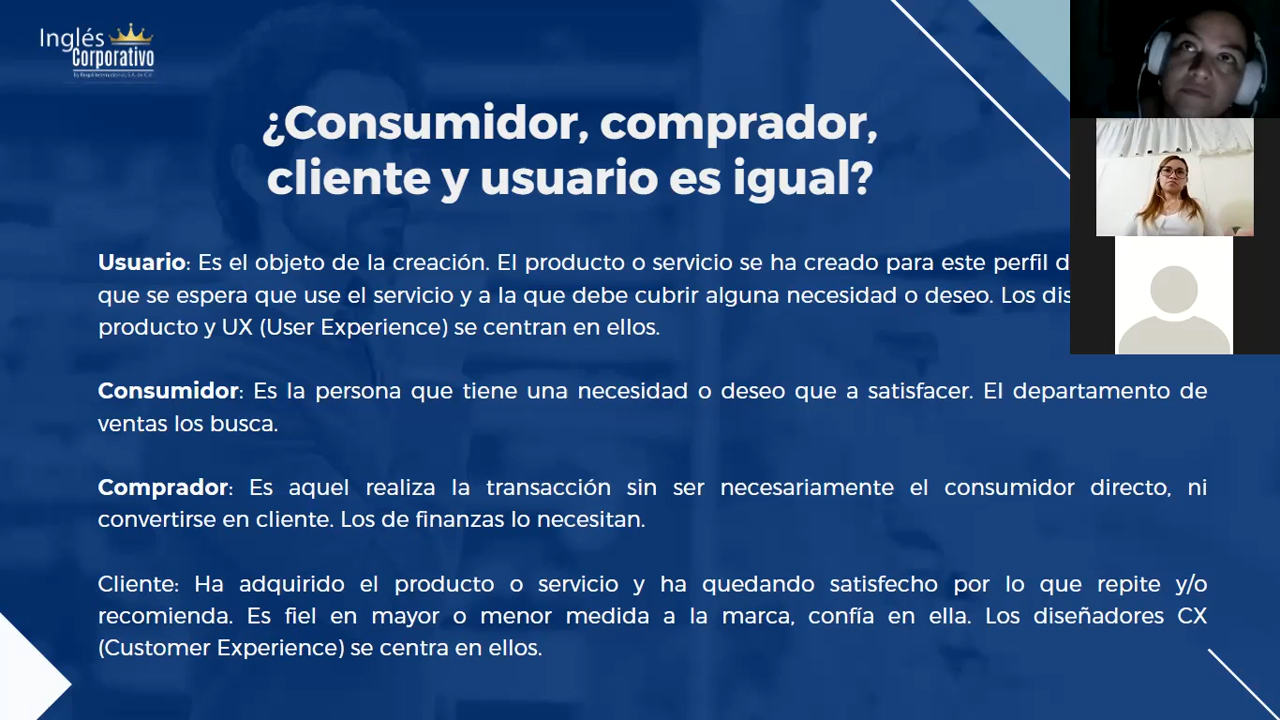 Inglés
Corporativo
¿Consumidor, comprador,
cliente y usuario es igual?
Usuario: Es el objeto de la creación. El producto o servicio se ha creado para este perfil
que se espera que use el servicio y a la que debe cubrir alguna necesidad o deseo. Los
producto y UX (User Experience) se centran en ellos.
Consumidor: Es la persona que tiene una necesidad o deseo que a satisfacer. El departamento de
ventas los busca.
Comprador: Es aquel realiza la transacción sin ser necesariamente el consumidor directo, ni
convertirse en cliente. Los de finanzas lo necesitan.
Cliente: Ha adquirido el producto o servicio y ha quedando satisfecho por lo que repite y/o
recomienda. Es fiel en mayor o menor medida a la marca, confía en ella. Los diseñadores CX
(Customer Experience) se centra en ellos.